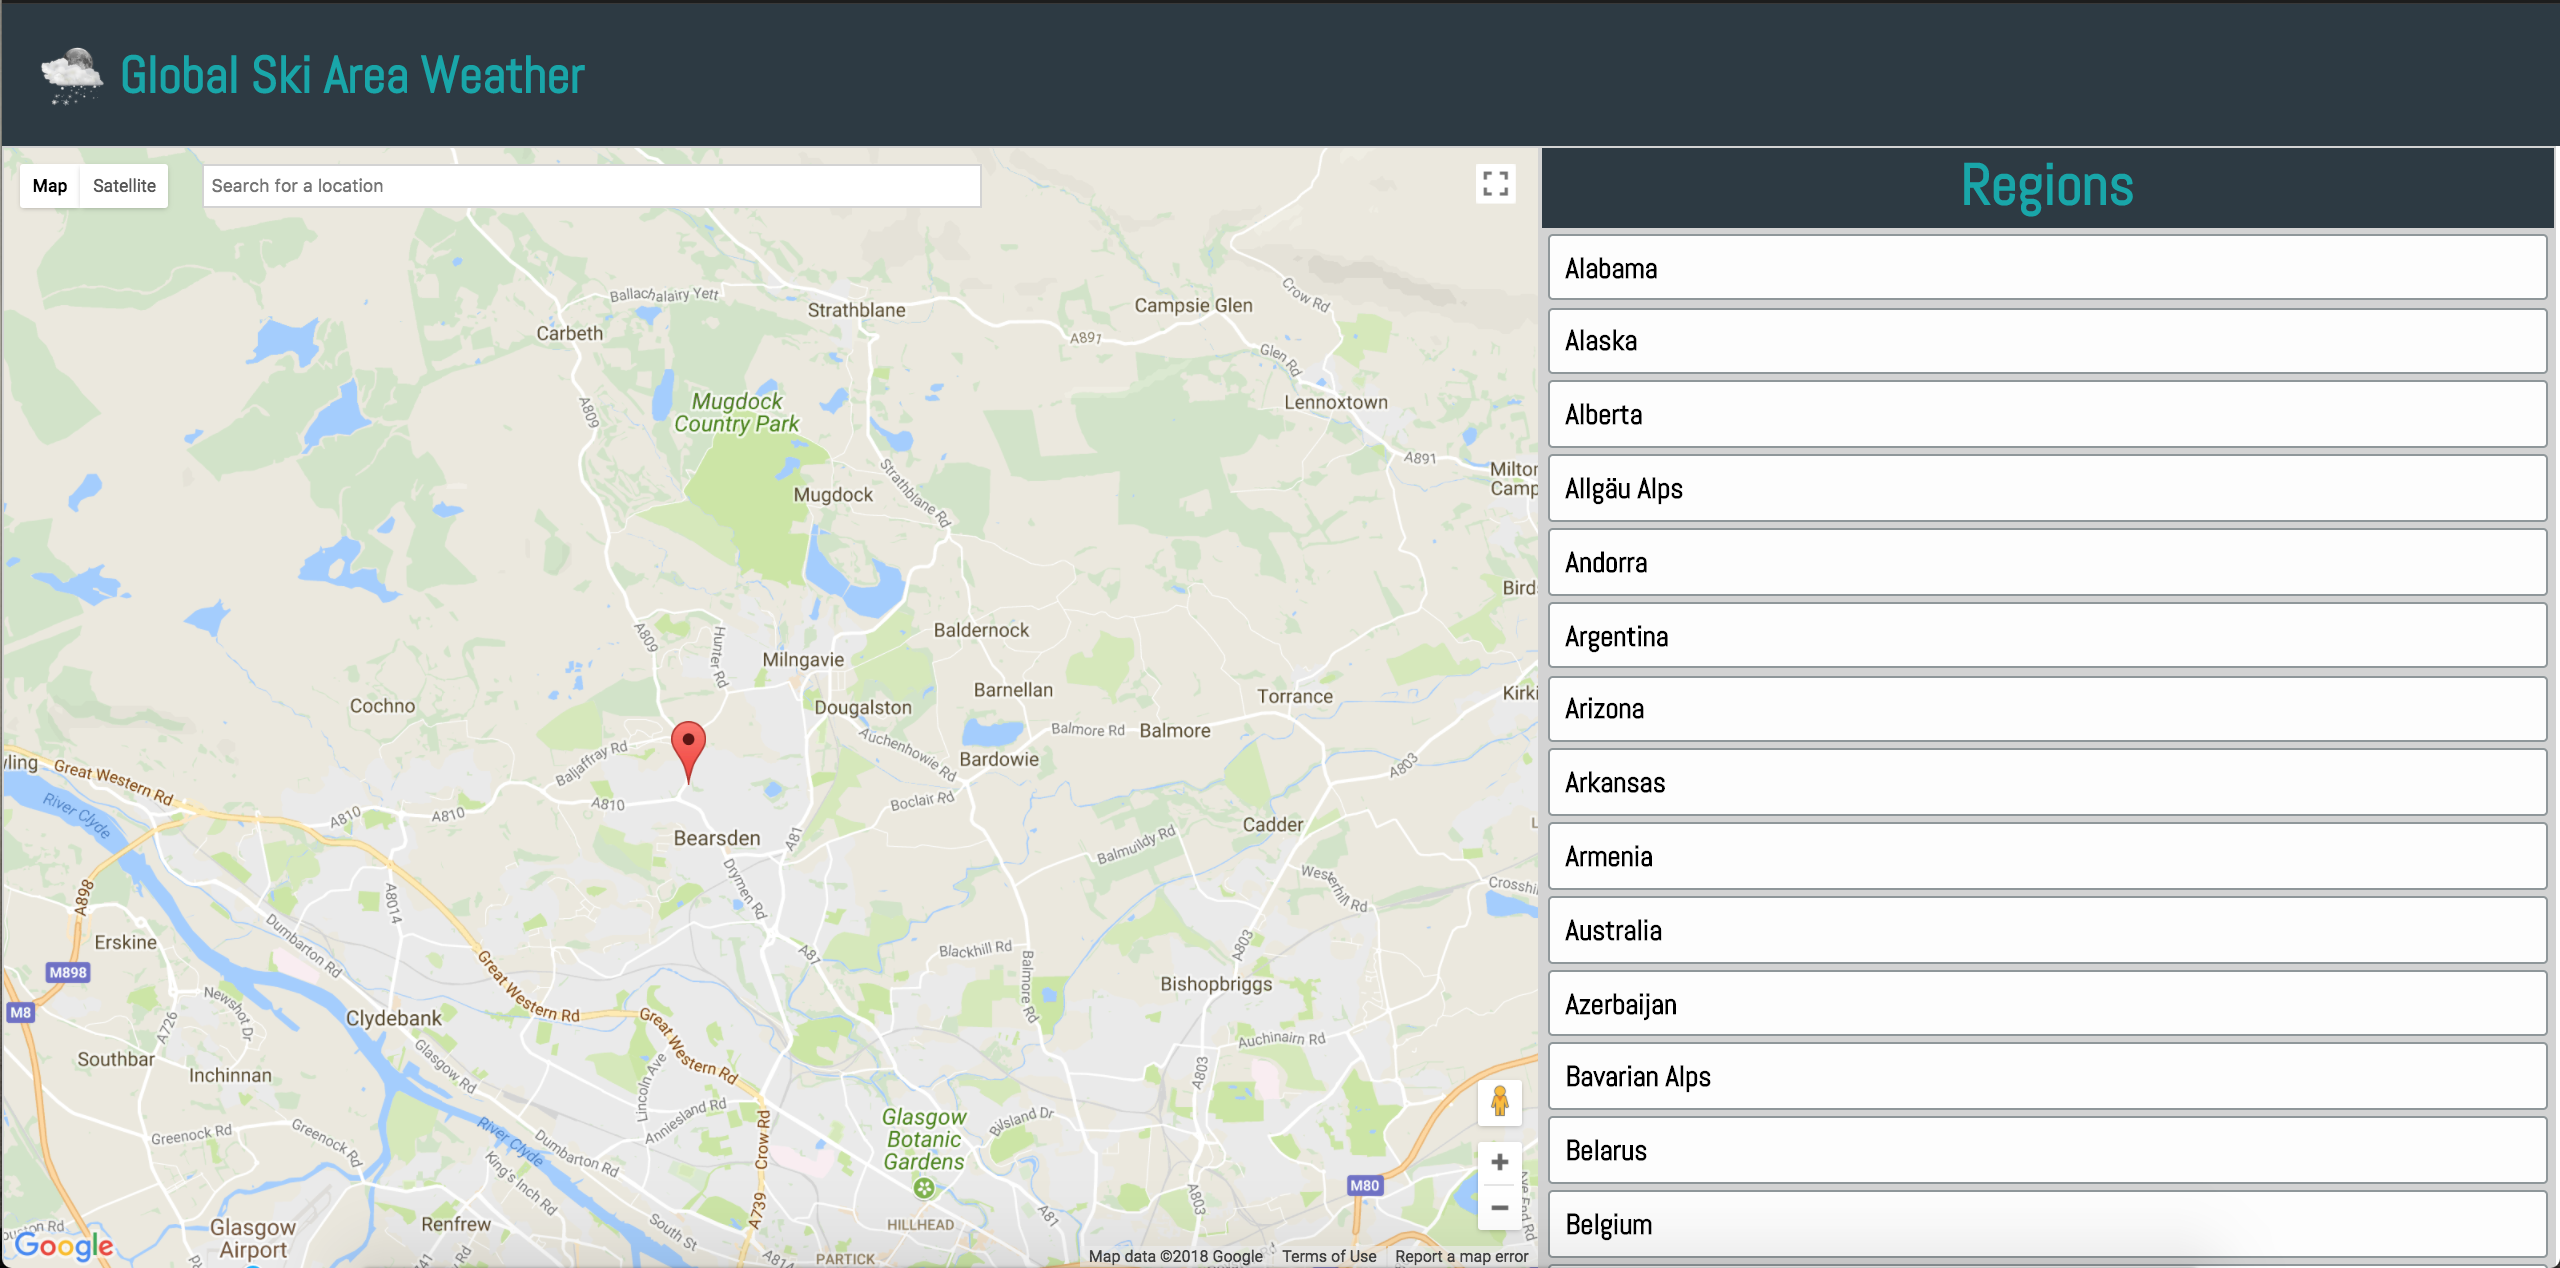 Global Ski Area Weather
Map
Satellite
Search for a location
Ballachalairy Yett
Strathblane
Campsie Glen
Crow Rd
Carbeth
A891
Glen Rd
A809
Mugdock
Country Park
Lennoxtown
A891
Strathblane Rd
Mugdock
A809
Hunter Rd
Baldernock
Milngavie
Cochno
Barnellan
Torrance
Dougalston
Balmore Rd
Balmore
Auchenhowie Rd
Bardowie
Baljaffray Rd
Great Western Rd
A803
River Clyde
A810
A810
A810
Boclair Rd
Bearsden
A81
Cadder
Balmuildy Rd
Drymen Rd
Westerhill Rd
A898
A8014
Dumbarton Rd
Erskine
A81
Blackhill Rd
A803
M898
Great Western Rd
Balmore Rd
Bishopbriggs
M8
Newshot Dr
A726
Clydebank
Great Western Rd
Auchinairn Rd
Southbar
Inchinnan
Glasgow Rd
Lincoln Ave
A803
Anniesland Rd
Glasgow
Botanic
Gardens
Bilsland Dr
Greenock Rd
Greenock Rd
River Clyde
Dumbarton Rd
Crow Rd
King's Inch Rd
A739
A803
M80
A81
Glasgow
Airport
Renfrew
South St
HILLHEAD
A814
PARTICK
Google
Map data ©2018 Google
Terms of Use
Report a map error
Regions
Alabama
Alaska
Alberta
Allgäu Alps
Andorra
Argentina
Arizona
Arkansas
Armenia
Australia
Azerbaijan
Bavarian Alps
Belarus
Belgium